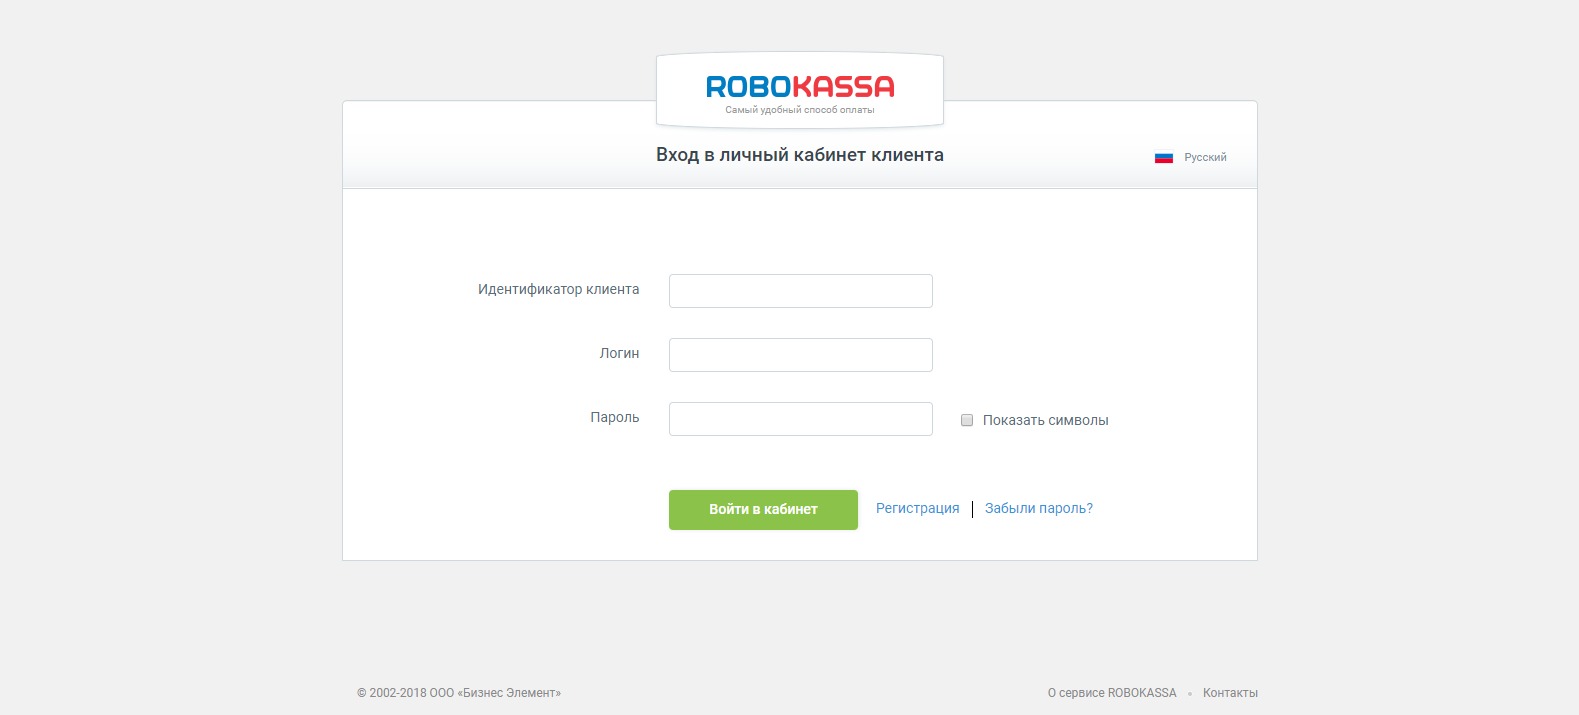 ROBOKASSA
Самый удобный способ оплаты
Вход в личный кабинет клиента
Русский
Идентификатор клиента
Логин
Пароль
Показать символы
Войти в кабинет
Регистрация
Забыли пароль?
© 2002-2018 ООО «Бизнес Элемент»
О сервисе ROBOKASSA
Контакты